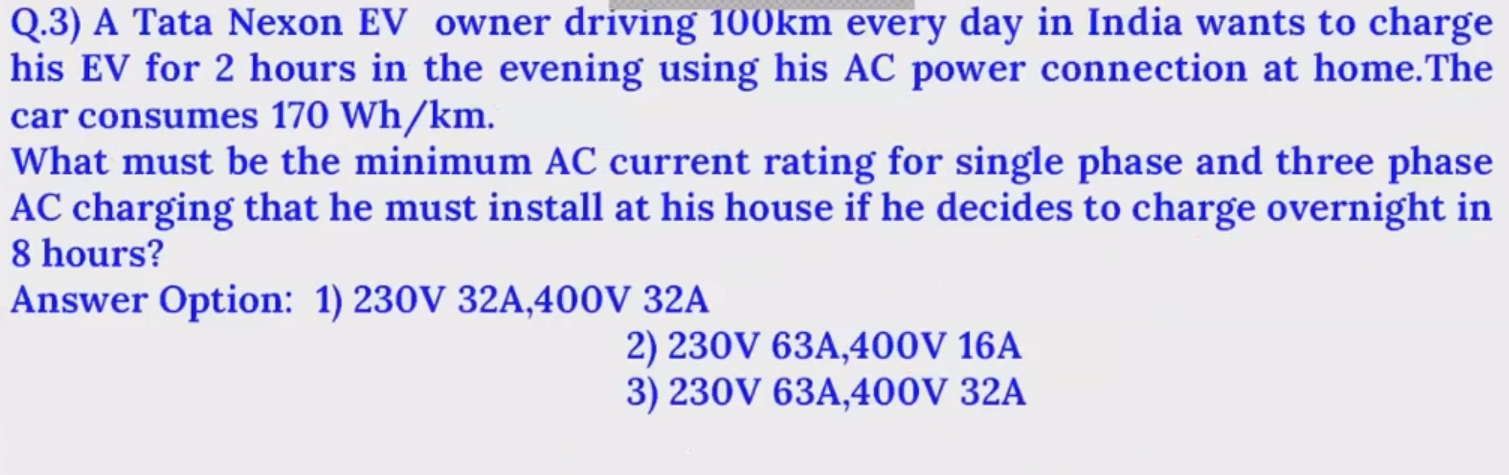 Q.3) A Tata Nexon EV owner driving 100km every day in India wants to charge
his EV for 2 hours in the evening using his AC power connection at home.The
car consumes 170 Wh/km.
What must be the minimum AC current rating for single phase and three phase
AC charging that he must install at his house if he decides to charge overnight in
8 hours?
Answer Option: 1) 230V 32A,400V 32A
2) 230V 63A,400V 16A
3) 230V 63A,400V 32A